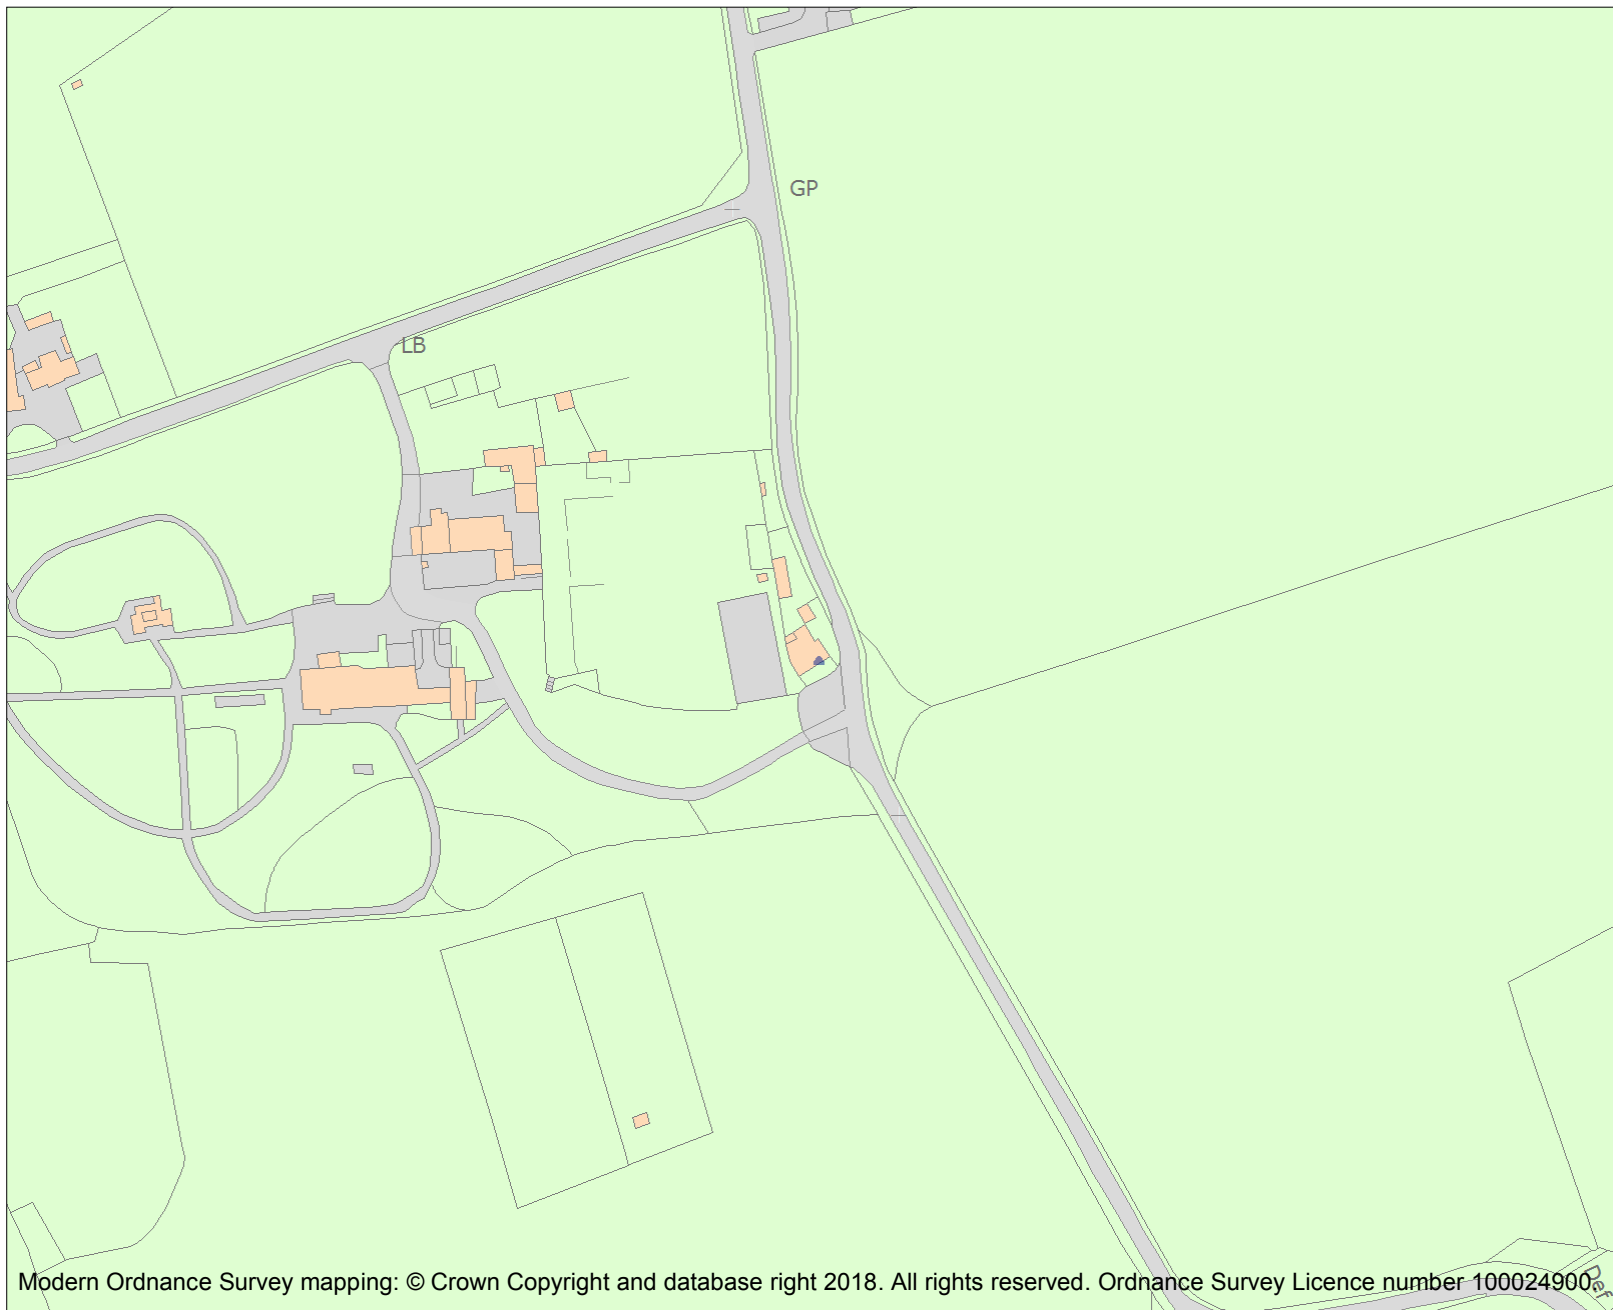 GP
LB
Def
Modern Ordnance Survey mapping: © Crown Copyright and database right 2018. All rights reserved. Ordnance Survey Licence number 100024900.